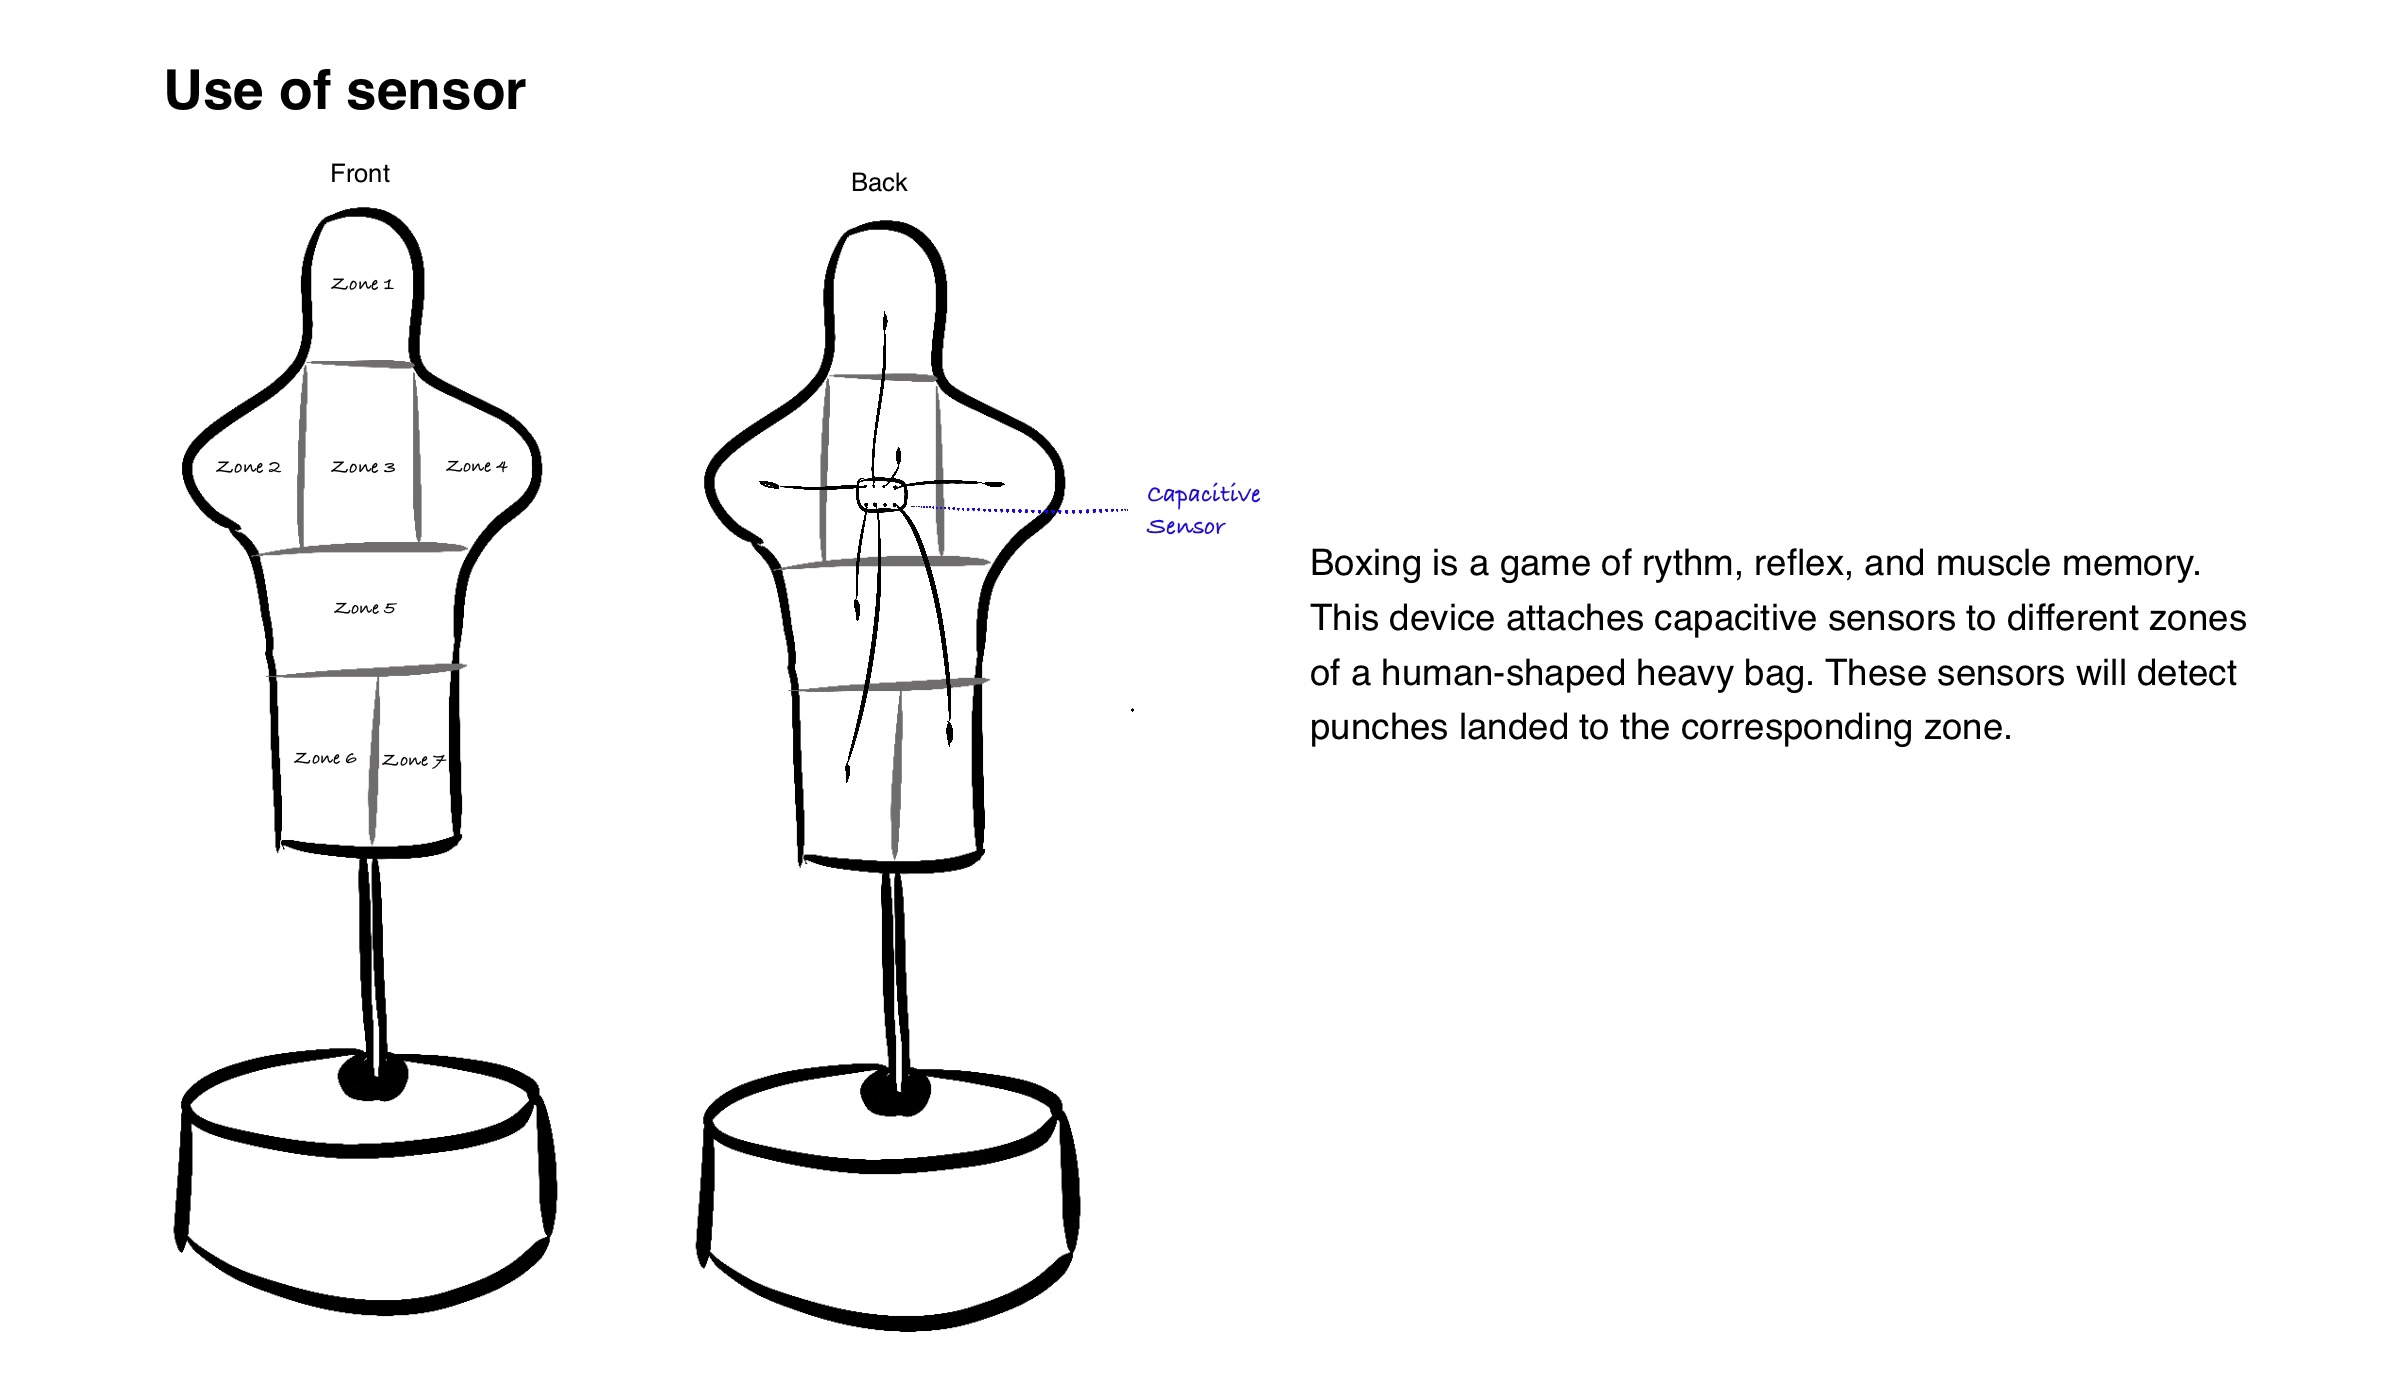 Use of sensor
Front
Back
Zone 1
Zone 2
Zone 3
Zone 4
Zone 5
Zone 6
Zone 7
Capacitive
Sensor
Boxing is a game of rythm, reflex, and muscle memory.
This device attaches capacitive sensors to different zones
of a human-shaped heavy bag. These sensors will detect
punches landed to the corresponding zone.